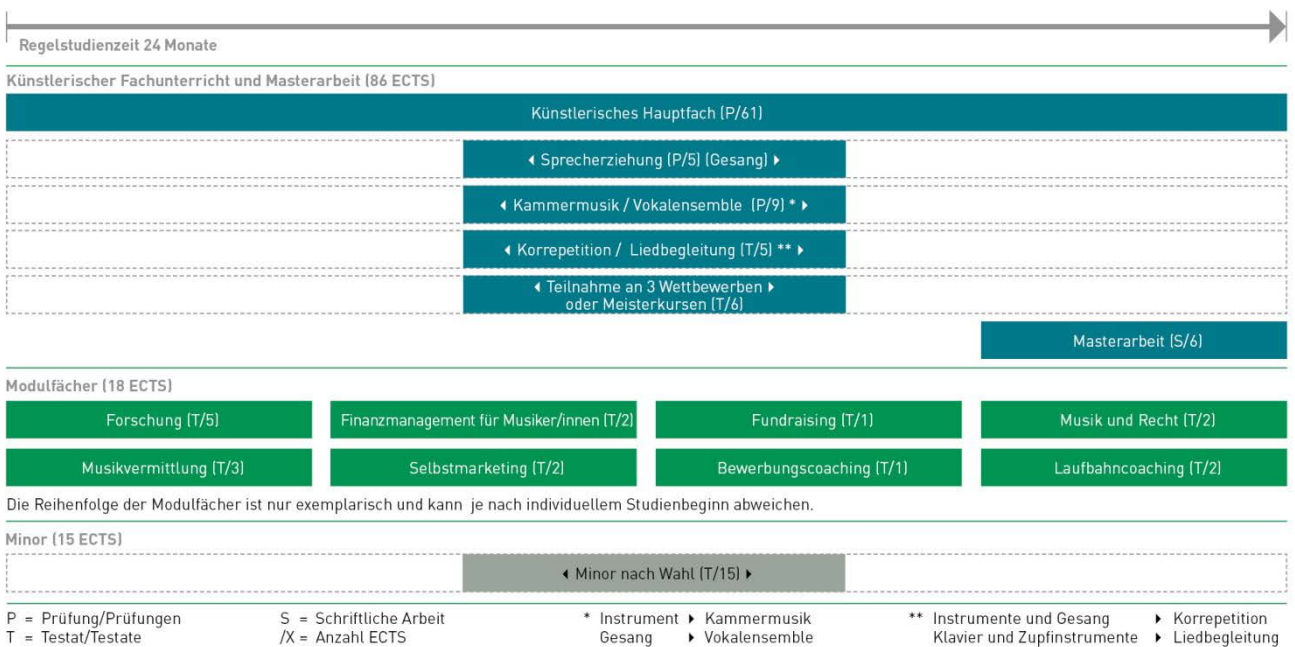 Regelstudienzeit 24 Monate
Künstlerischer Fachunterricht und Masterarbeit (86 ECTS)
Künstlerisches Hauptfach (P/61)
◂ Sprecherziehung (P/5) (Gesang) ▸
◂ Kammermusik / Vokalensemble (P/9) * ▸
◂ Korrepetition / Liedbegleitung (T/5) ** ▸
◂ Teilnahme an 3 Wettbewerben ▸
oder Meisterkursen (T/6)
Masterarbeit (S/6)
Modulfächer (18 ECTS)
Forschung (T/5) Finanzmanagement für Musiker/innen (T/2) Fundraising (T/1) Musik und Recht (T/2)
Musikvermittlung (T/3) Selbstmarketing (T/2) Bewerbungscoaching (T/1) Laufbahncoaching (T/2)
Die Reihenfolge der Modulfächer ist nur exemplarisch und kann je nach individuellem Studienbeginn abweichen.
Minor (15 ECTS)
◂ Minor nach Wahl (T/15) ▸
P = Prüfung/Prüfungen S = Schriftliche Arbeit * Instrument ▸ Kammermusik ** Instrumente und Gesang ▸ Korrepetition
T = Testat/Testate /X = Anzahl ECTS Gesang ▸ Vokalensemble Klavier und Zupfinstrumente ▸ Liedbegleitung